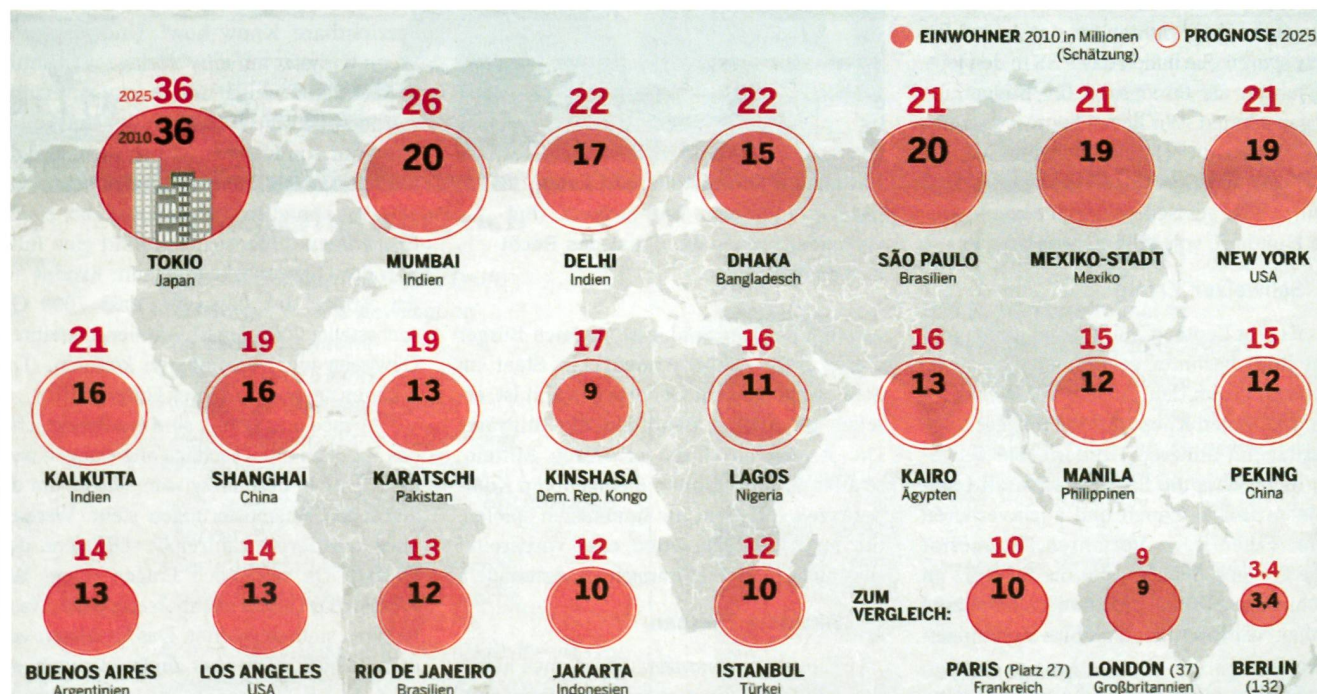 EINWOHNER 2010 in Millionen PROGNOSE 2025
(Schätzung)
2025 36 26 22 22 21 21 21
2010 36 20 17 15 20 19 19
TOKIO MUMBAI DELHI DHAKA SÃO PAULO MEXIKO-STADT NEW YORK
Japan Indien Indien Bangladesch Brasilien Mexiko USA
21 19 19 17 16 16 15 15
16 16 13 9 11 13 12 12
KALKUTTA SHANGHAI KARATSCHI KINSHASA LAGOS KAIRO MANILA PEKING
Indien China Pakistan Dem. Rep. Kongo Nigeria Ägypten Philippinen China
14 14 13 12 12 10 9 3,4
13 13 12 10 10 ZUM VERGLEICH: 10 9 3,4
BUENOS AIRES LOS ANGELES RIO DE JANEIRO JAKARTA ISTANBUL PARIS (Platz 27) LONDON (37) BERLIN
Argentinien USA Brasilien Indonesien Türkei Frankreich Großbritannien (132)